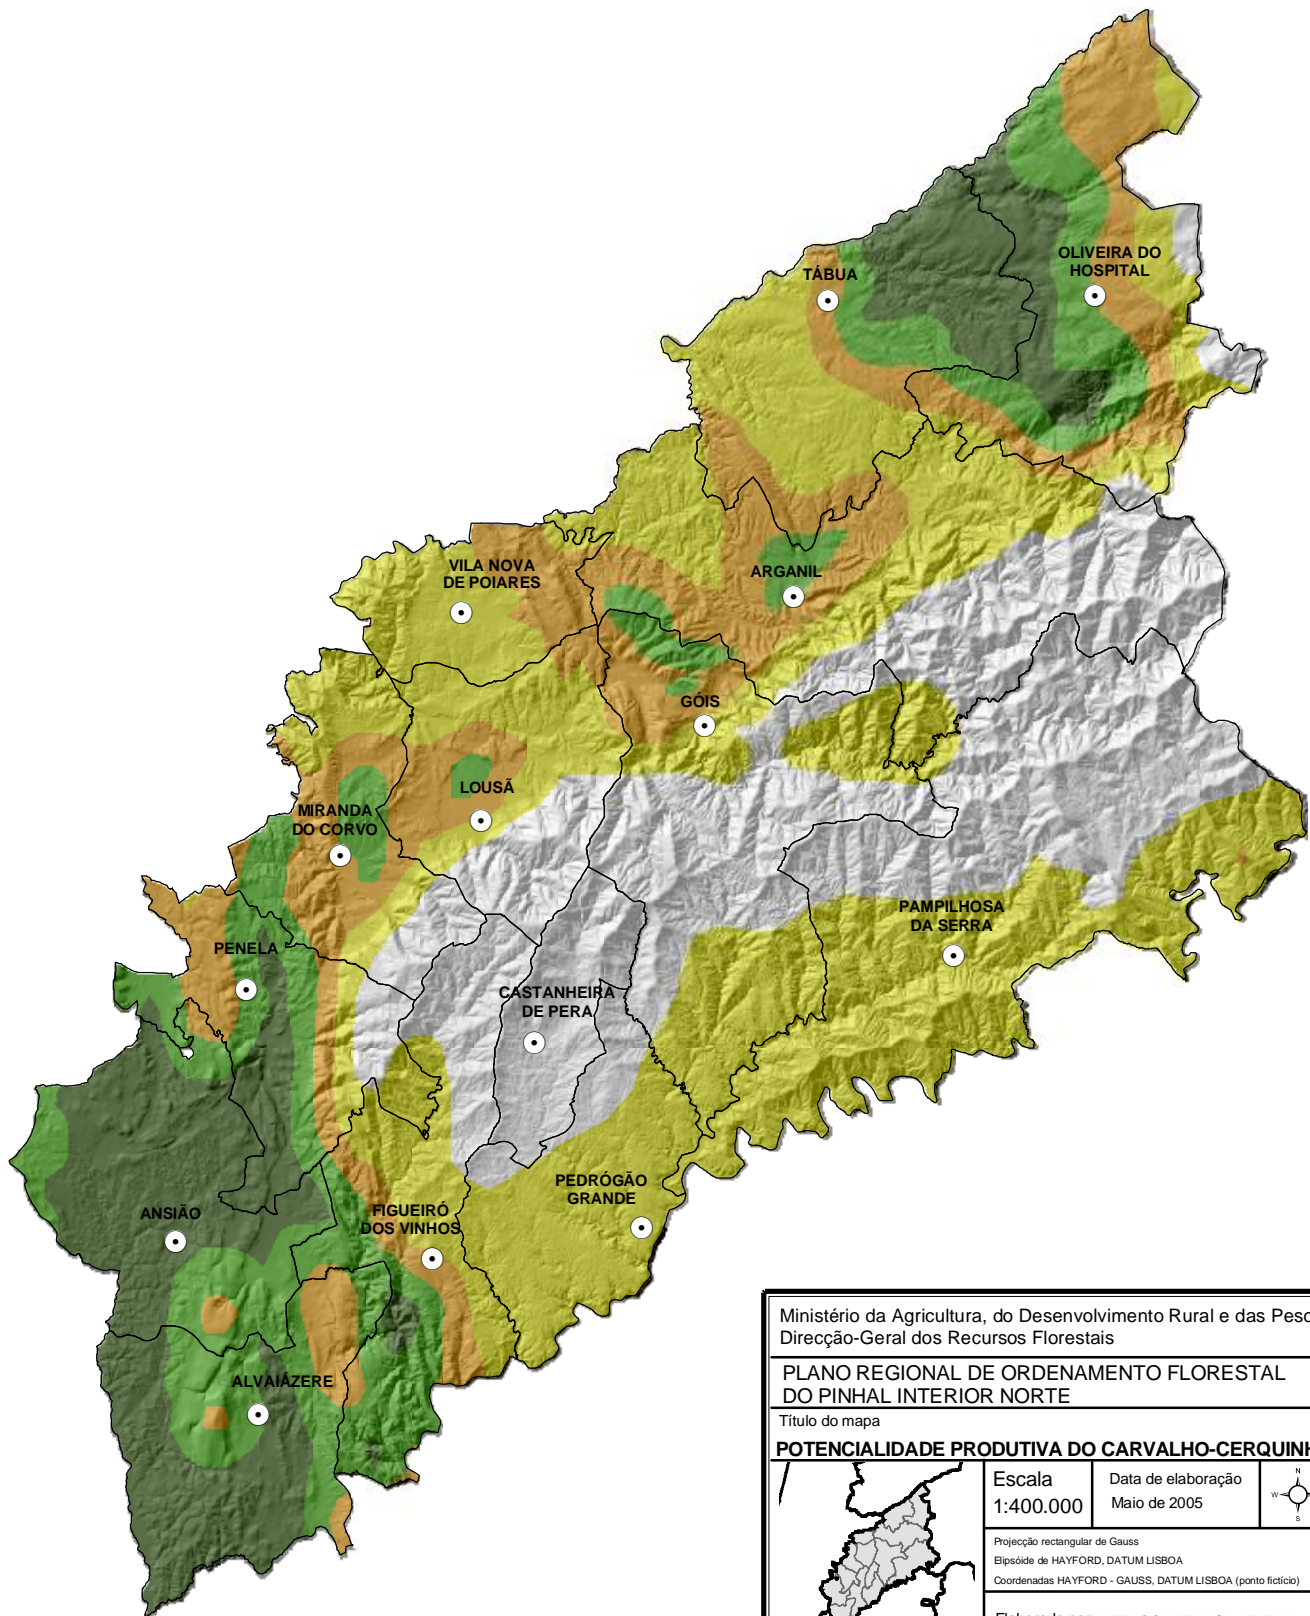 OLIVEIRA DO
HOSPITAL
TÁBUA
VILA NOVA
DE POIARES
ARGANIL
GÓIS
LOUSÃ
MIRANDA
DO CORVO
PAMPILHOSA
DA SERRA
PENELA
CASTANHEIRA
DE PERA
PEDRÓGÃO
GRANDE
ANSIÃO
FIGUEIRÓ
DOS VINHOS
ALVAIÁZERE
Ministério da Agricultura, do Desenvolvimento Rural e das Pesc
Direcção-Geral dos Recursos Florestais
PLANO REGIONAL DE ORDENAMENTO FLORESTAL
DO PINHAL INTERIOR NORTE
Título do mapa
POTENCIALIDADE PRODUTIVA DO CARVALHO-CERQUINH
Escala
1:400.000
Data de elaboração
Maio de 2005
N
W
S
Projecção rectangular de Gauss
Elipsóide de HAYFORD, DATUM LISBOA
Coordenadas HAYFORD - GAUSS, DATUM LISBOA (ponto fictício)